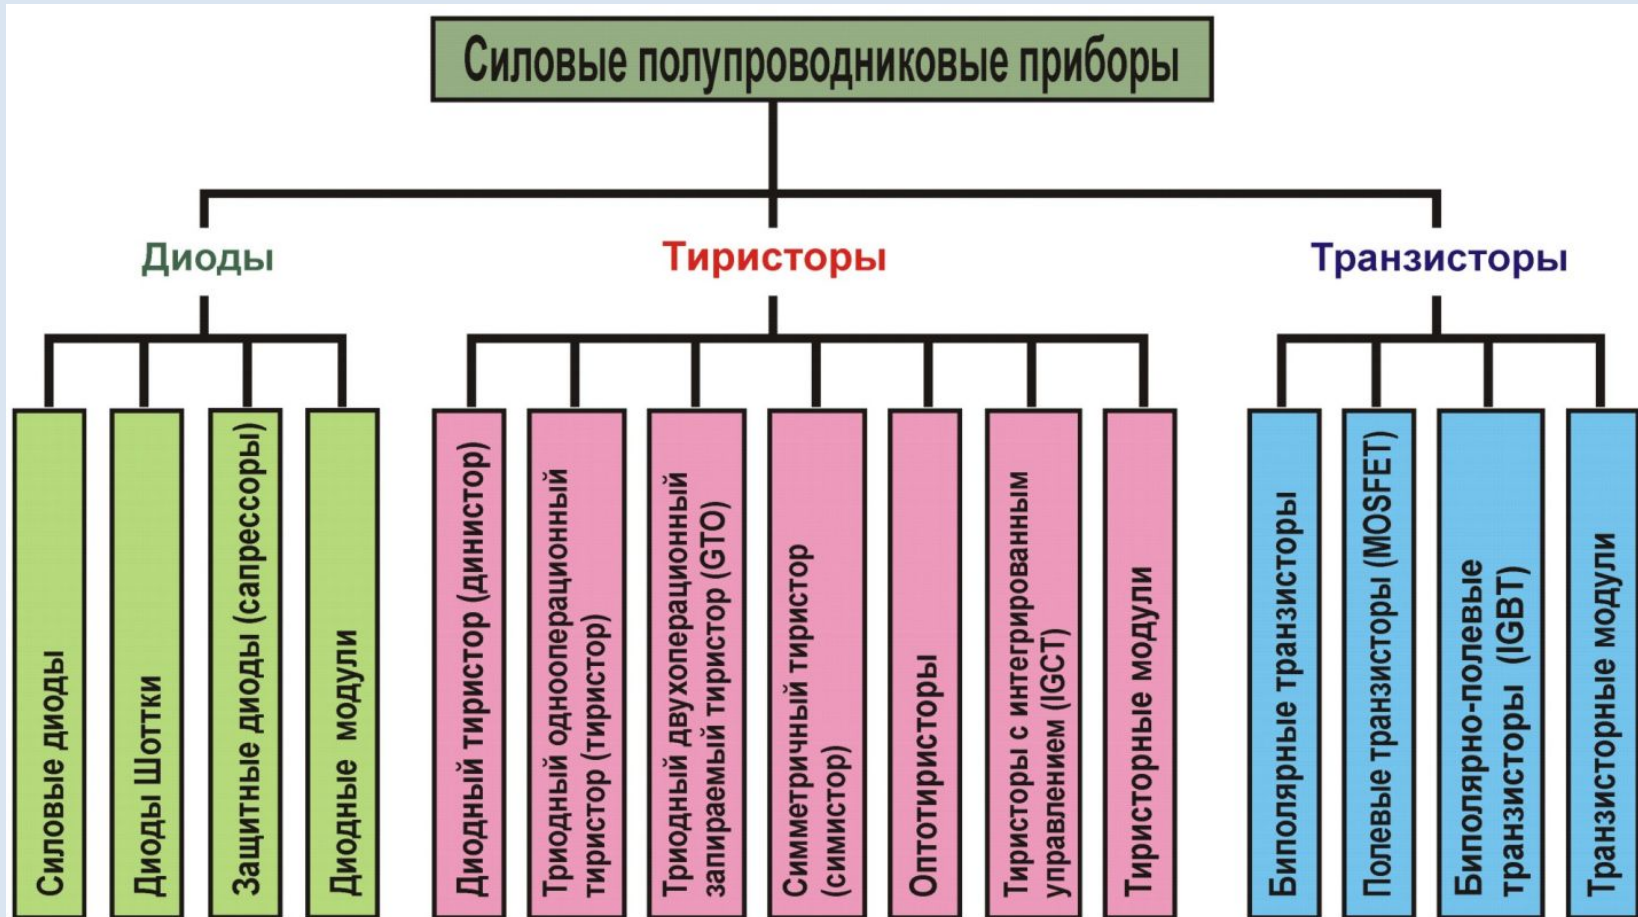 Силовые полупроводниковые приборы
Диоды
Тиристоры
Транзисторы
Силовые диоды
Диоды Шоттки
Защитные диоды (сапрессоры)
Диодные модули
Диодный тиристор (динистор)
Триодный однооперационный
тиристор (тиристор)
Триодный двухоперационный
запираемый тиристор (GTO)
Симметричный тиристор
(симистор)
Оптотиристоры
Тиристоры с интегрированным
управлением (IGCT)
Тиристорные модули
Биполярные транзисторы
Полевые транзисторы (MOSFET)
Биполярно-полевые
транзисторы (IGBT)
Транзисторные модули